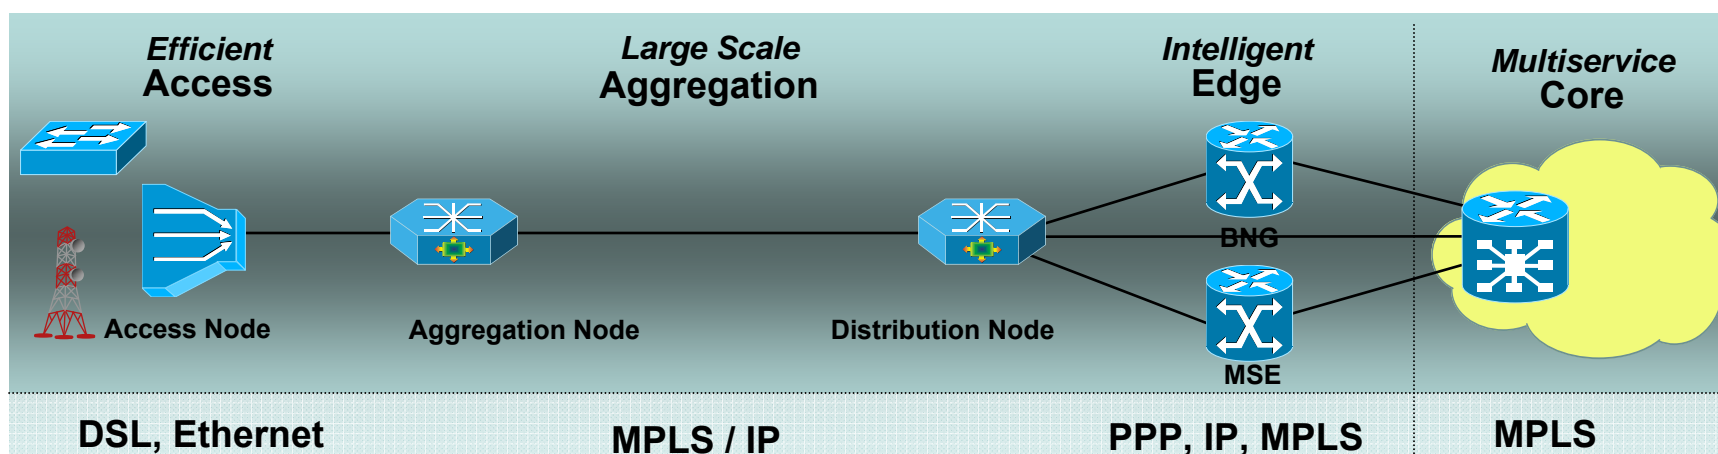 Efficient
Access
Large Scale
Aggregation
Intelligent
Edge
Multiservice
Core
BNG
Access Node
Aggregation Node
Distribution Node
MSE
DSL, Ethernet
MPLS / IP
PPP, IP, MPLS
MPLS